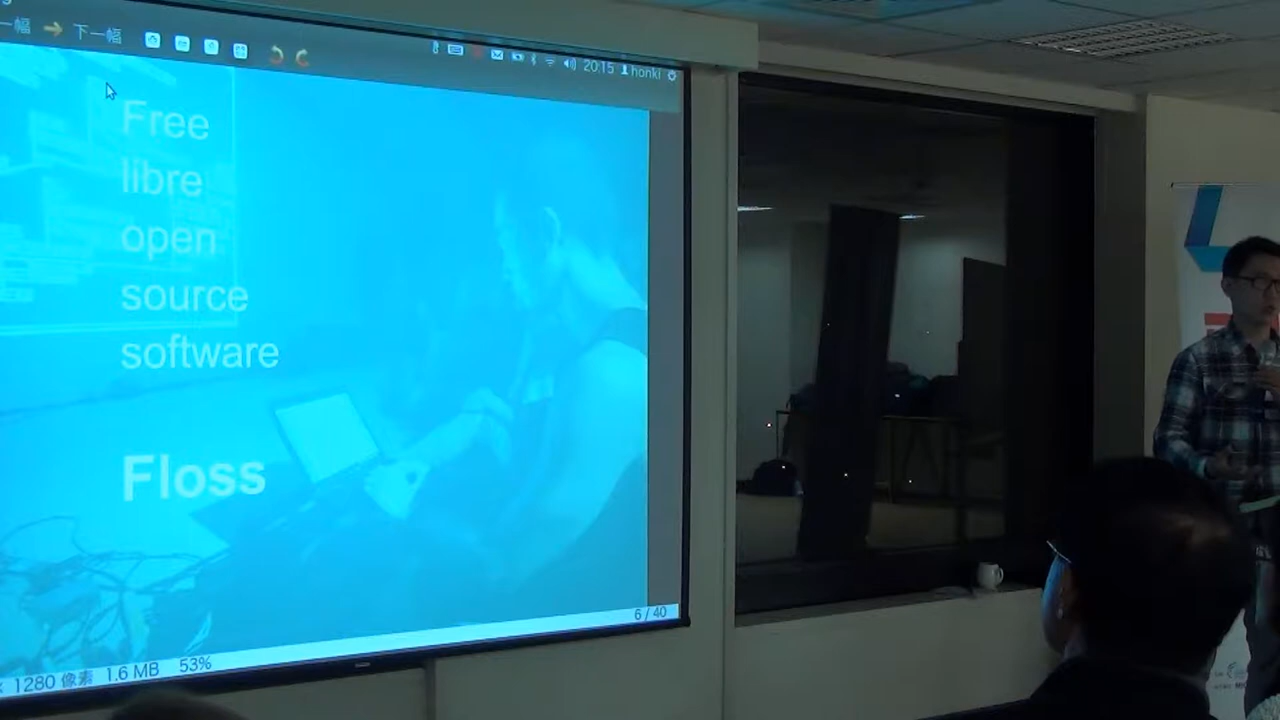 一幅 下一幅 20:15 honki
Free
libre
open
source
software
Floss
6 / 40
1280 像素 1.6 MB 53%